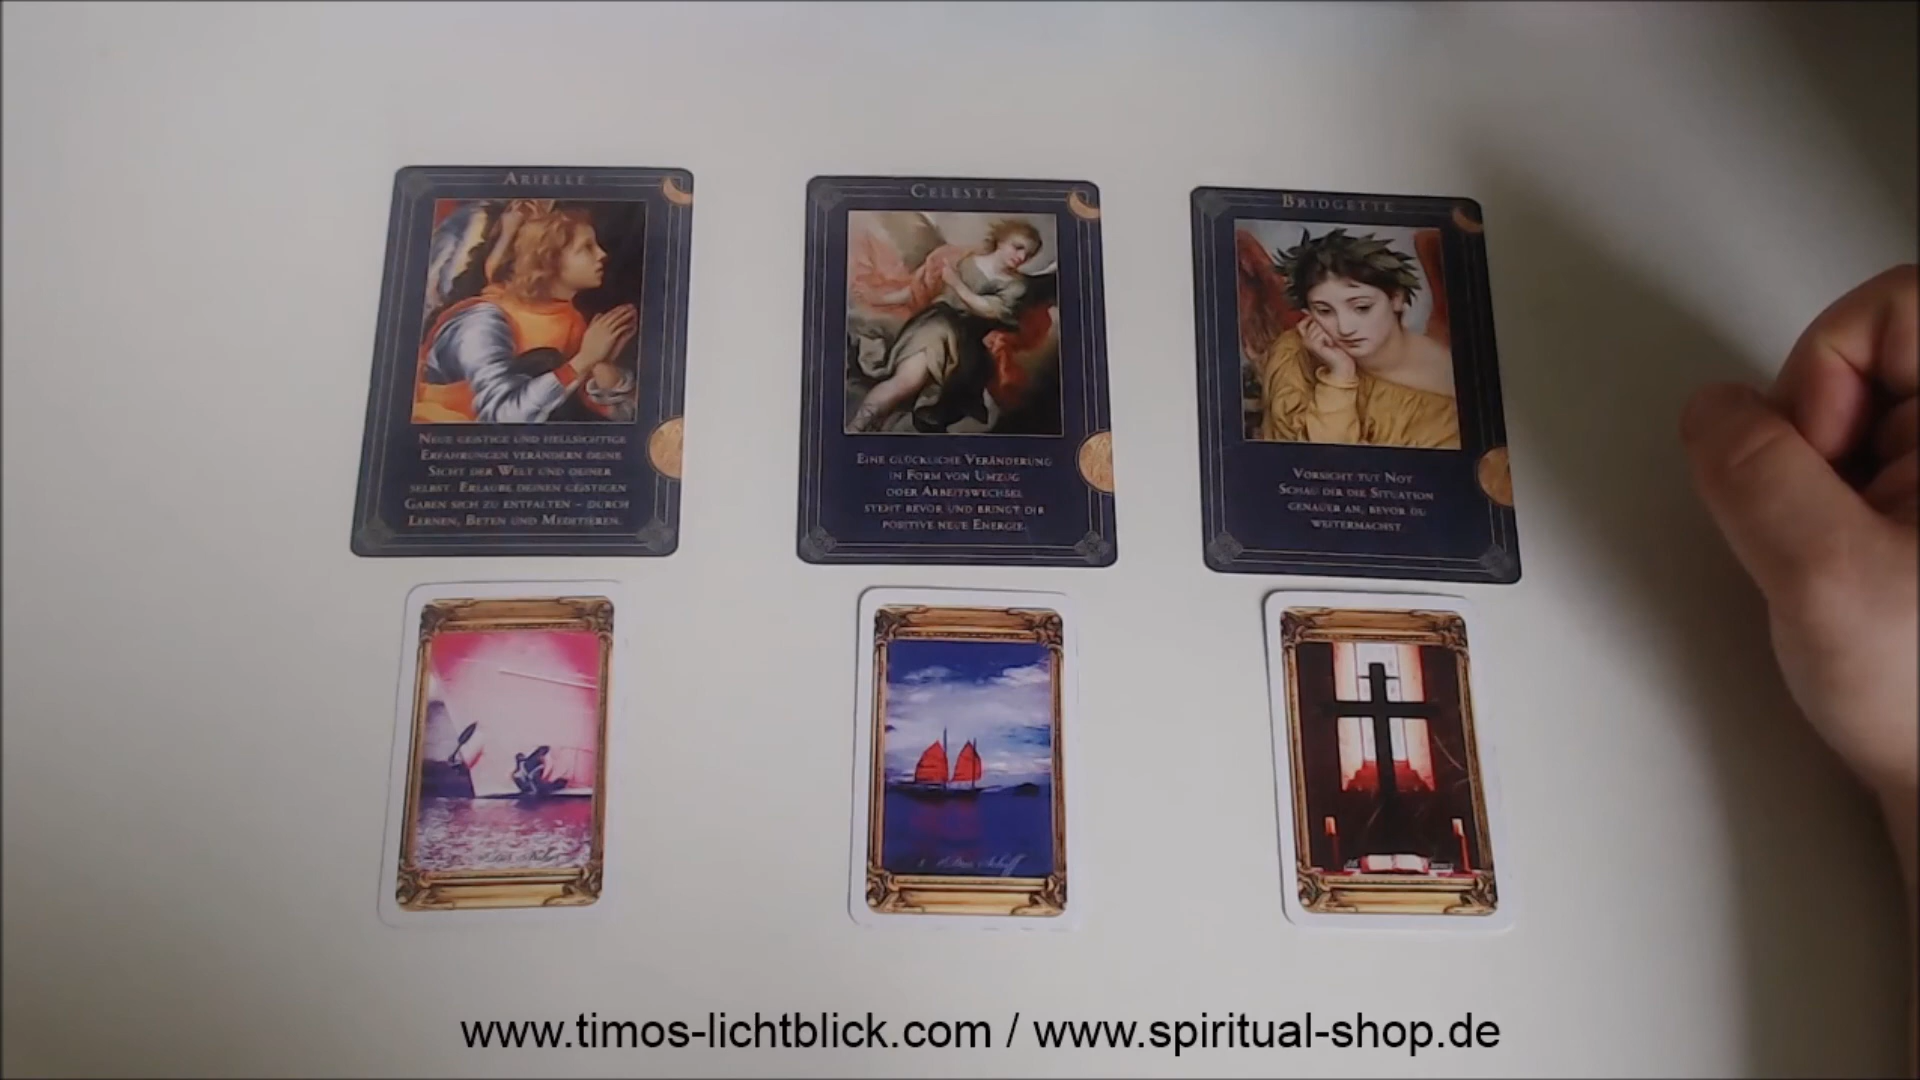 ARIELLE
NEUE GEISTIGE UND HELLSICHTIGE
ERFAHRUNGEN VERÄNDERN DEINE
SICHT DER WELT UND DEINER
SELBST. ERLAUBE DEINEN GEISTIGEN
GABEN SICH ZU ENTFALTEN – DURCH
LERNEN, BETEN UND MEDITIEREN.
CELESTE
EINE GLÜCKLICHE VERÄNDERUNG
IN FORM VON UMZUG
ODER ARBEITSWECHSEL
STEHT BEVOR UND BRINGT DIR
POSITIVE NEUE ENERGIE.
BRIDGETTE
VORSICHT TUT NOT
SCHAU DIR DIE SITUATION
GENAUER AN, BEVOR DU
WEITERMACHST.
Das Schiff
www.timos-lichtblick.com / www.spiritual-shop.de